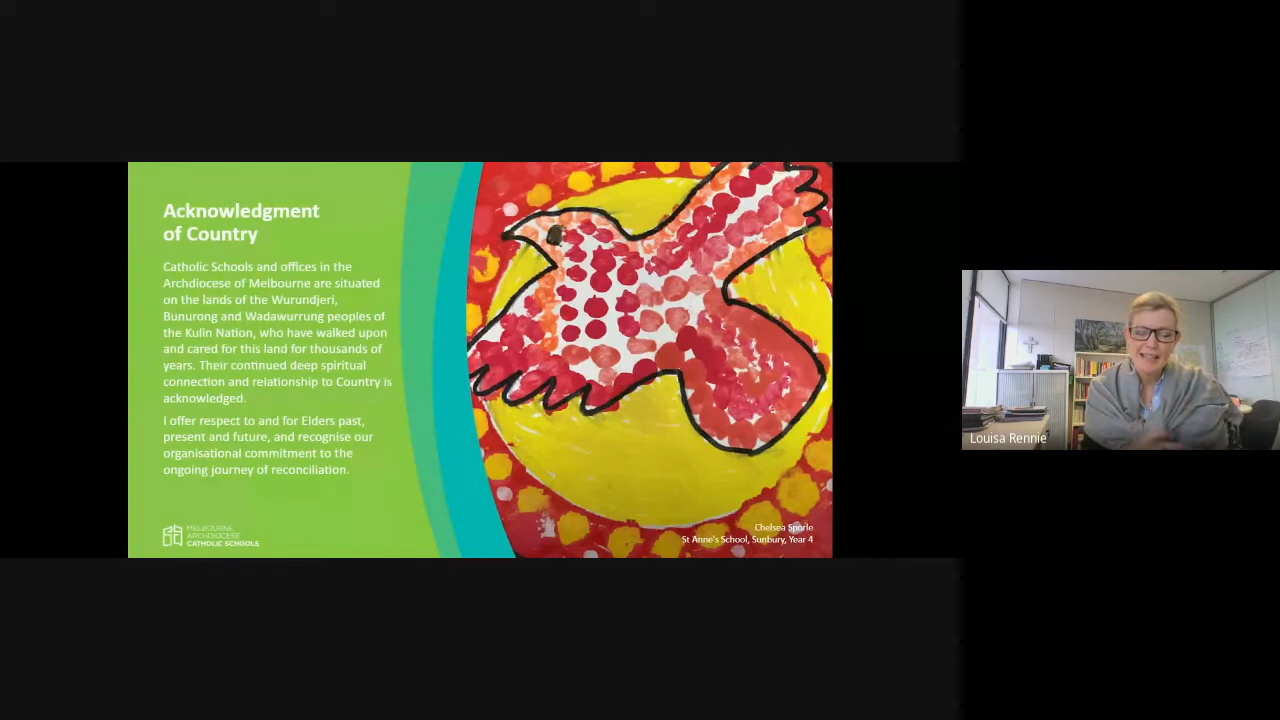 Acknowledgment
of Country
Catholic Schools and offices in the
Archdiocese of Melbourne are situated
on the lands of the Wurundjeri,
Bunurong and Wadawurrung peoples of
the Kulin Nation, who have walked upon
and cared for this land for thousands of
years. Their continued deep spiritual
connection and relationship to Country is
acknowledged.
I offer respect to and for Elders past,
present and future, and recognise our
organisational commitment to the
ongoing journey of reconciliation.
MELBOURNE
ARCHDIOCESE
CATHOLIC SCHOOLS
Chelsea Sporle
St Anne's School, Sunbury, Year 4
Louisa Rennie